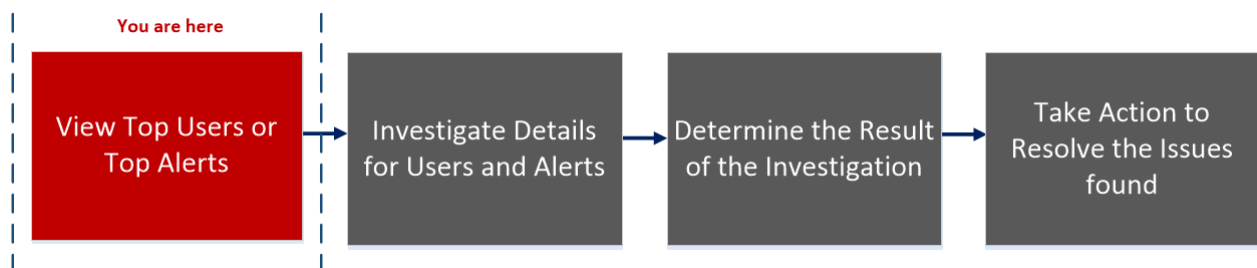 You are here
View Top Users or
Top Alerts
Investigate Details
for Users and Alerts
Determine the Result
of the Investigation
Take Action to
Resolve the Issues
found